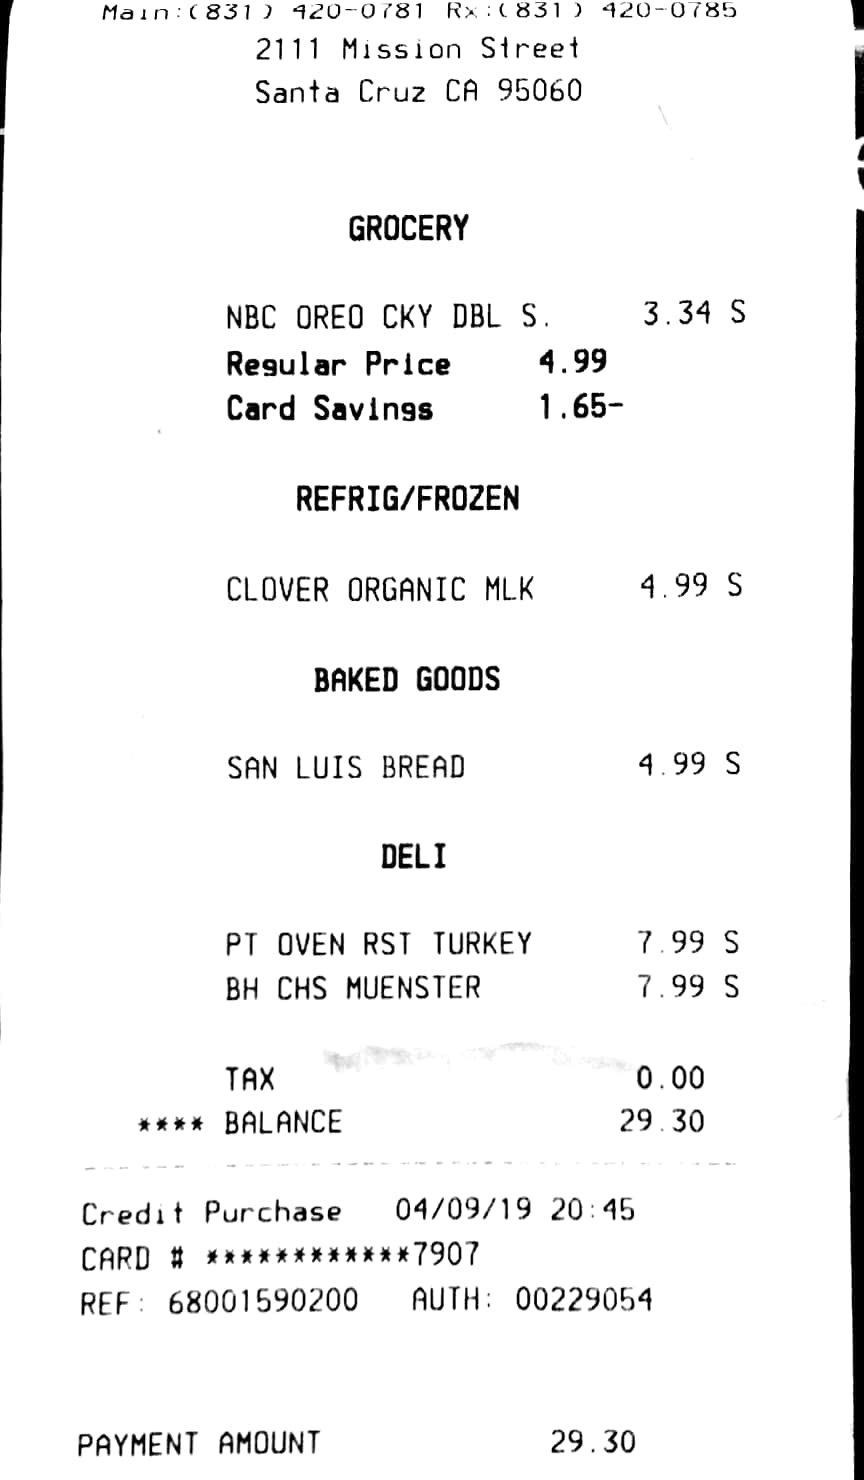 Main:(831) 420-0781 Rx:(831) 420-0785
2111 Mission Street
Santa Cruz CA 95060
GROCERY
NBC OREO CKY DBL S. 3.34 S
Regular Price 4.99
Card Savings 1.65-
REFRIG/FROZEN
CLOVER ORGANIC MLK 4.99 S
BAKED GOODS
SAN LUIS BREAD 4.99 S
DELI
PT OVEN RST TURKEY 7.99 S
BH CHS MUENSTER 7.99 S
TAX 0.00
**** BALANCE 29.30
Credit Purchase 04/09/19 20:45
CARD # ************7907
REF: 68001590200 AUTH: 00229054
PAYMENT AMOUNT 29.30